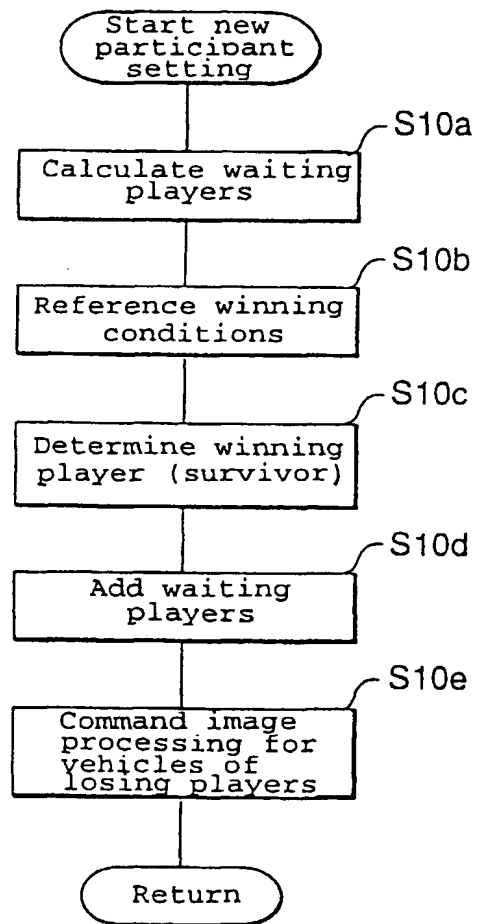 Start new
participant
setting
S10a
Calculate waiting
players
S10b
Reference winning
conditions
S10c
Determine winning
player (survivor)
S10d
Add waiting
players
S10e
Command image
processing for
vehicles of
losing players
Return